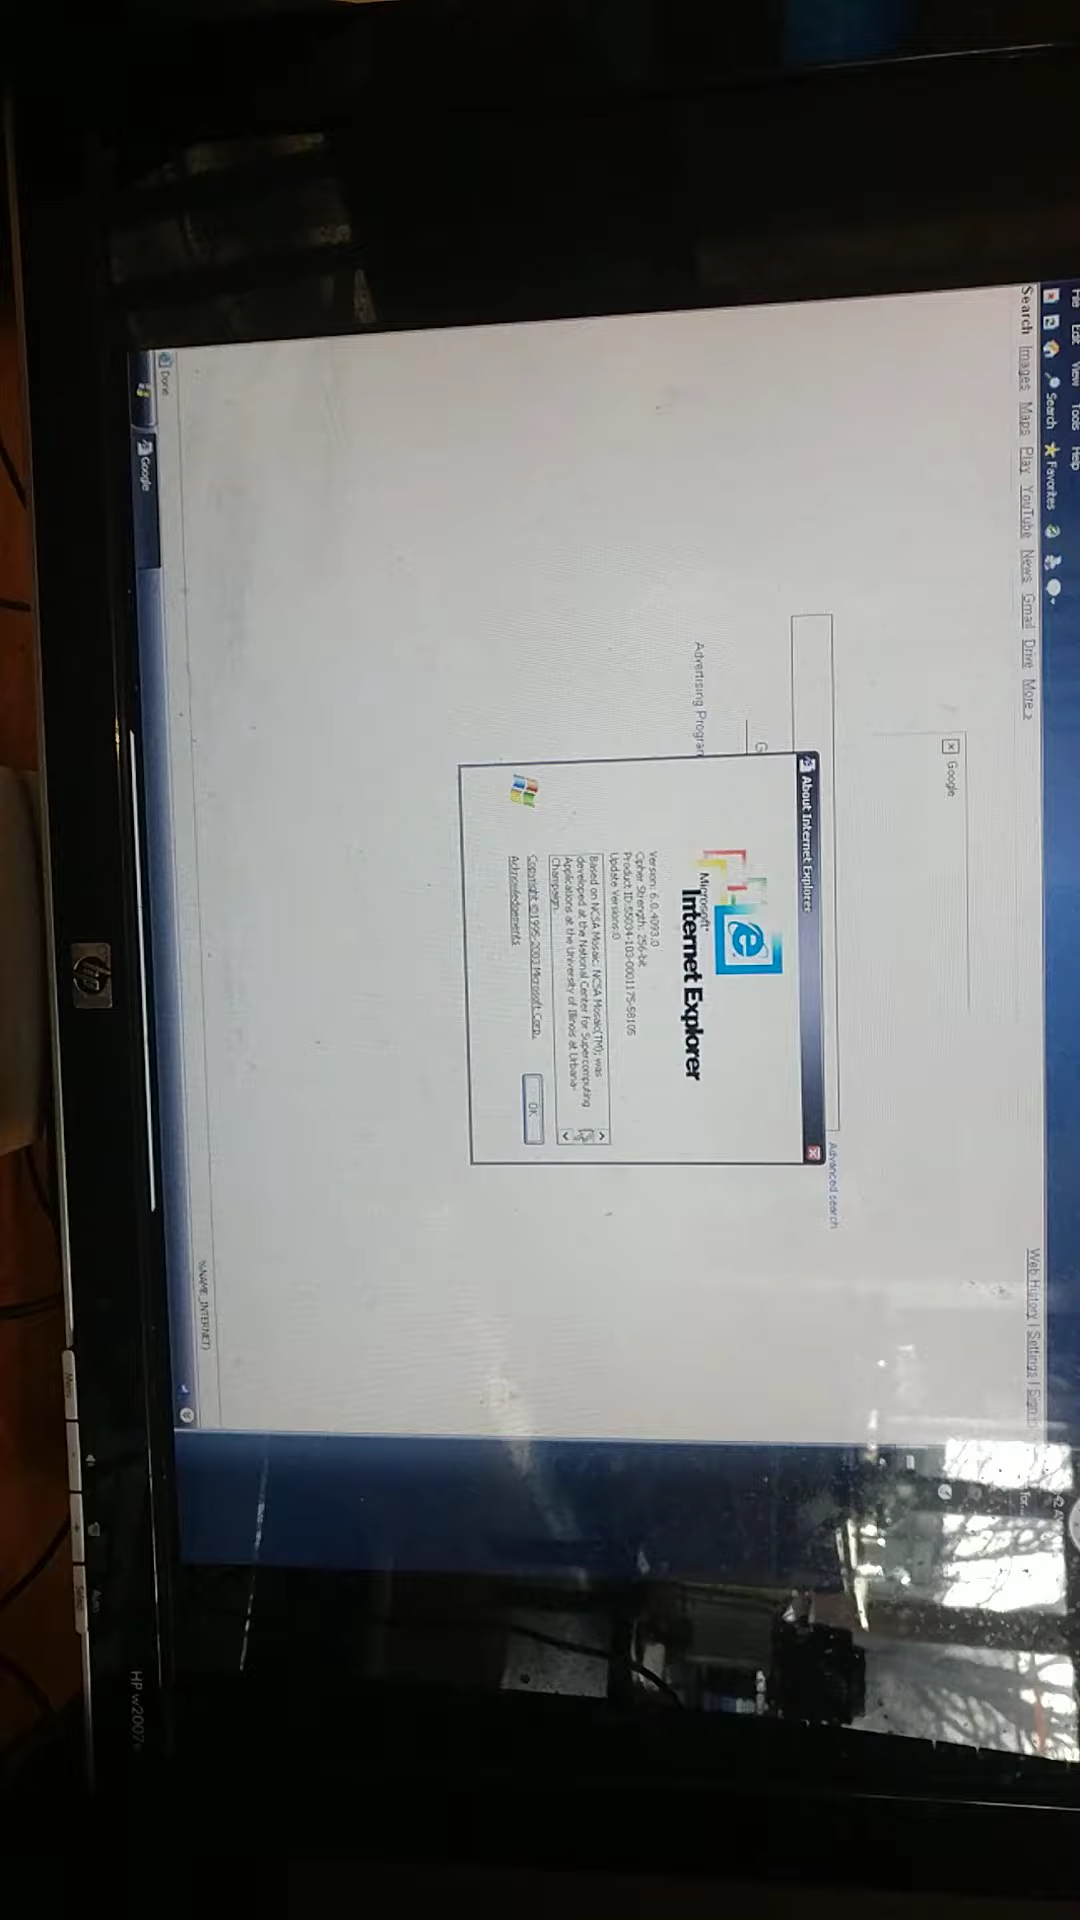 File Edit View Tools Help
Search Favorites
Search Images Maps Play YouTube News Gmail Drive More »
Web History | Settings | Sign
Google
Advanced search
Advertising Program
About Internet Explorer
Microsoft
Internet Explorer
Version: 6.0.4093.0
Cipher Strength: 256-bit
Product ID:55034-103-0001175-58105
Update Versions:0
Based on NCSA Mosaic. NCSA Mosaic(TM); was
developed at the National Center for Supercomputing
Applications at the University of Illinois at Urbana-
Champaign.
Copyright ©1995-2003 Microsoft Corp.
Acknowledgements
OK
%NAME_INTERNET)
Done
Google
hp
Menu
- + Select
Auto